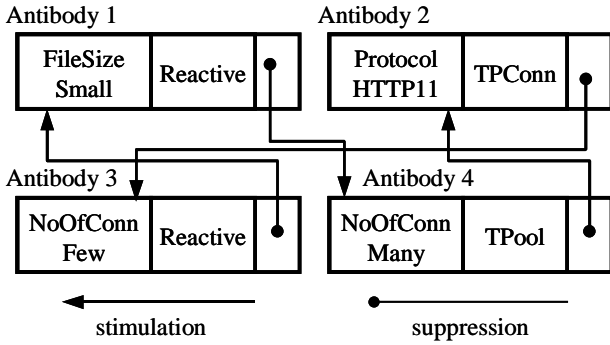 Antibody 1
Antibody 2
FileSize
Small
Reactive
Protocol
HTTP11
TPConn
Antibody 3
Antibody 4
NoOfConn
Few
Reactive
NoOfConn
Many
TPool
stimulation
suppression